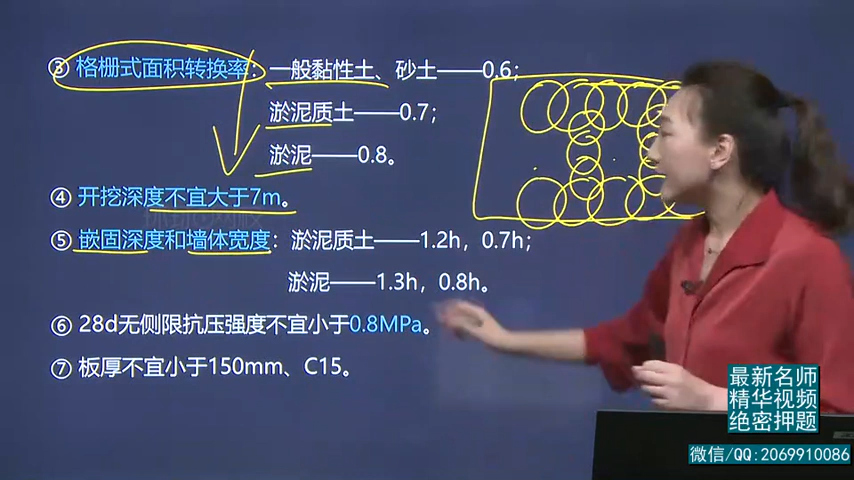 ③ 格栅式面积转换率：一般黏性土、砂土——0.6；
淤泥质土——0.7；
淤泥——0.8。
④ 开挖深度不宜大于7m。
⑤ 嵌固深度和墙体宽度：淤泥质土——1.2h，0.7h；
淤泥——1.3h，0.8h。
⑥ 28d无侧限抗压强度不宜小于0.8MPa。
⑦ 板厚不宜小于150mm、C15。
最新名师
精华视频
绝密押题
微信/QQ:2069910086